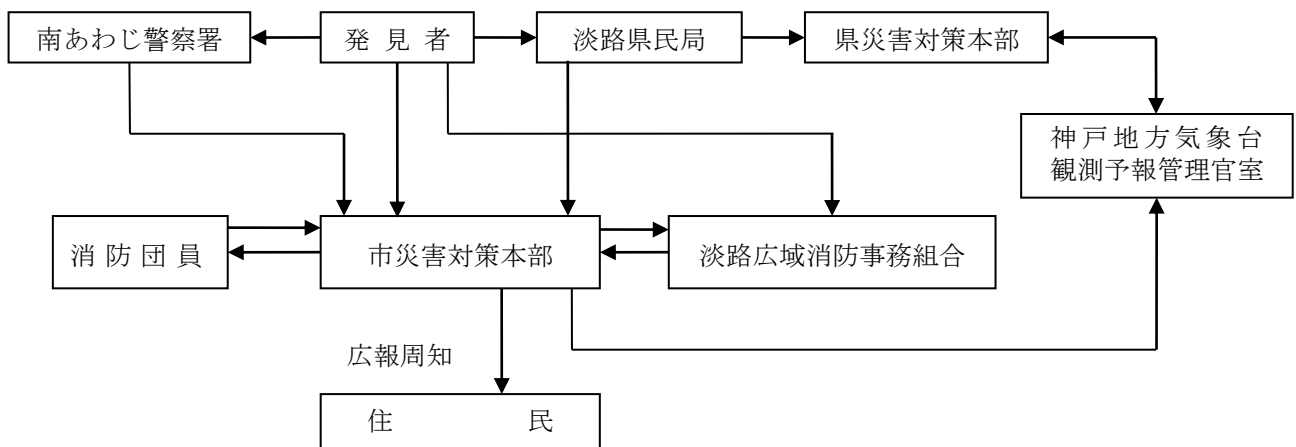 南あわじ警察署
発見者
淡路県民局
県災害対策本部
神戸地方気象台
観測予報管理官室
消防団員
市災害対策本部
淡路広域消防事務組合
広報周知
住民